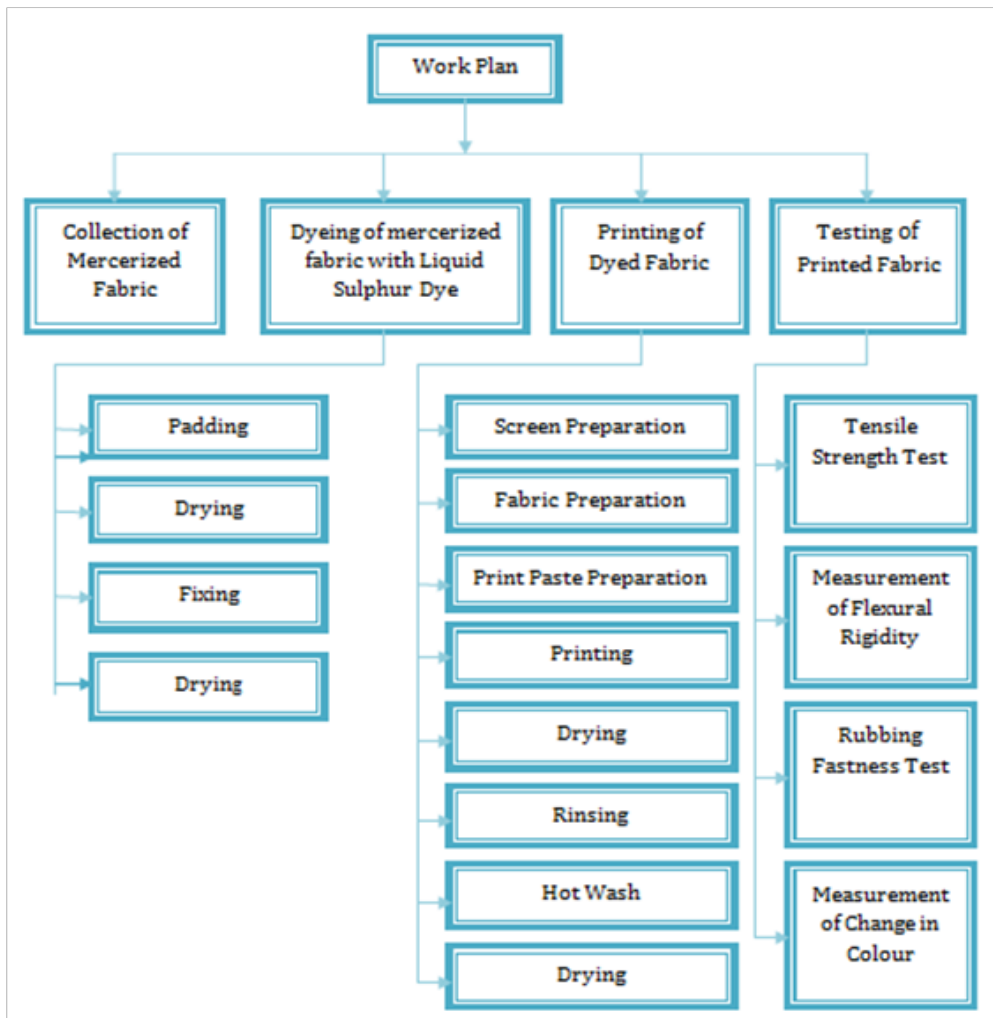 Work Plan
Collection of
Mercerized
Fabric
Dyeing of mercerized
fabric with Liquid
Sulphur Dye
Printing of
Dyed Fabric
Testing of
Printed Fabric
Padding
Drying
Fixing
Drying
Screen Preparation
Fabric Preparation
Print Paste Preparation
Printing
Drying
Rinsing
Hot Wash
Drying
Tensile
Strength Test
Measurement
of Flexural
Rigidity
Rubbing
Fastness Test
Measurement
of Change in
Colour